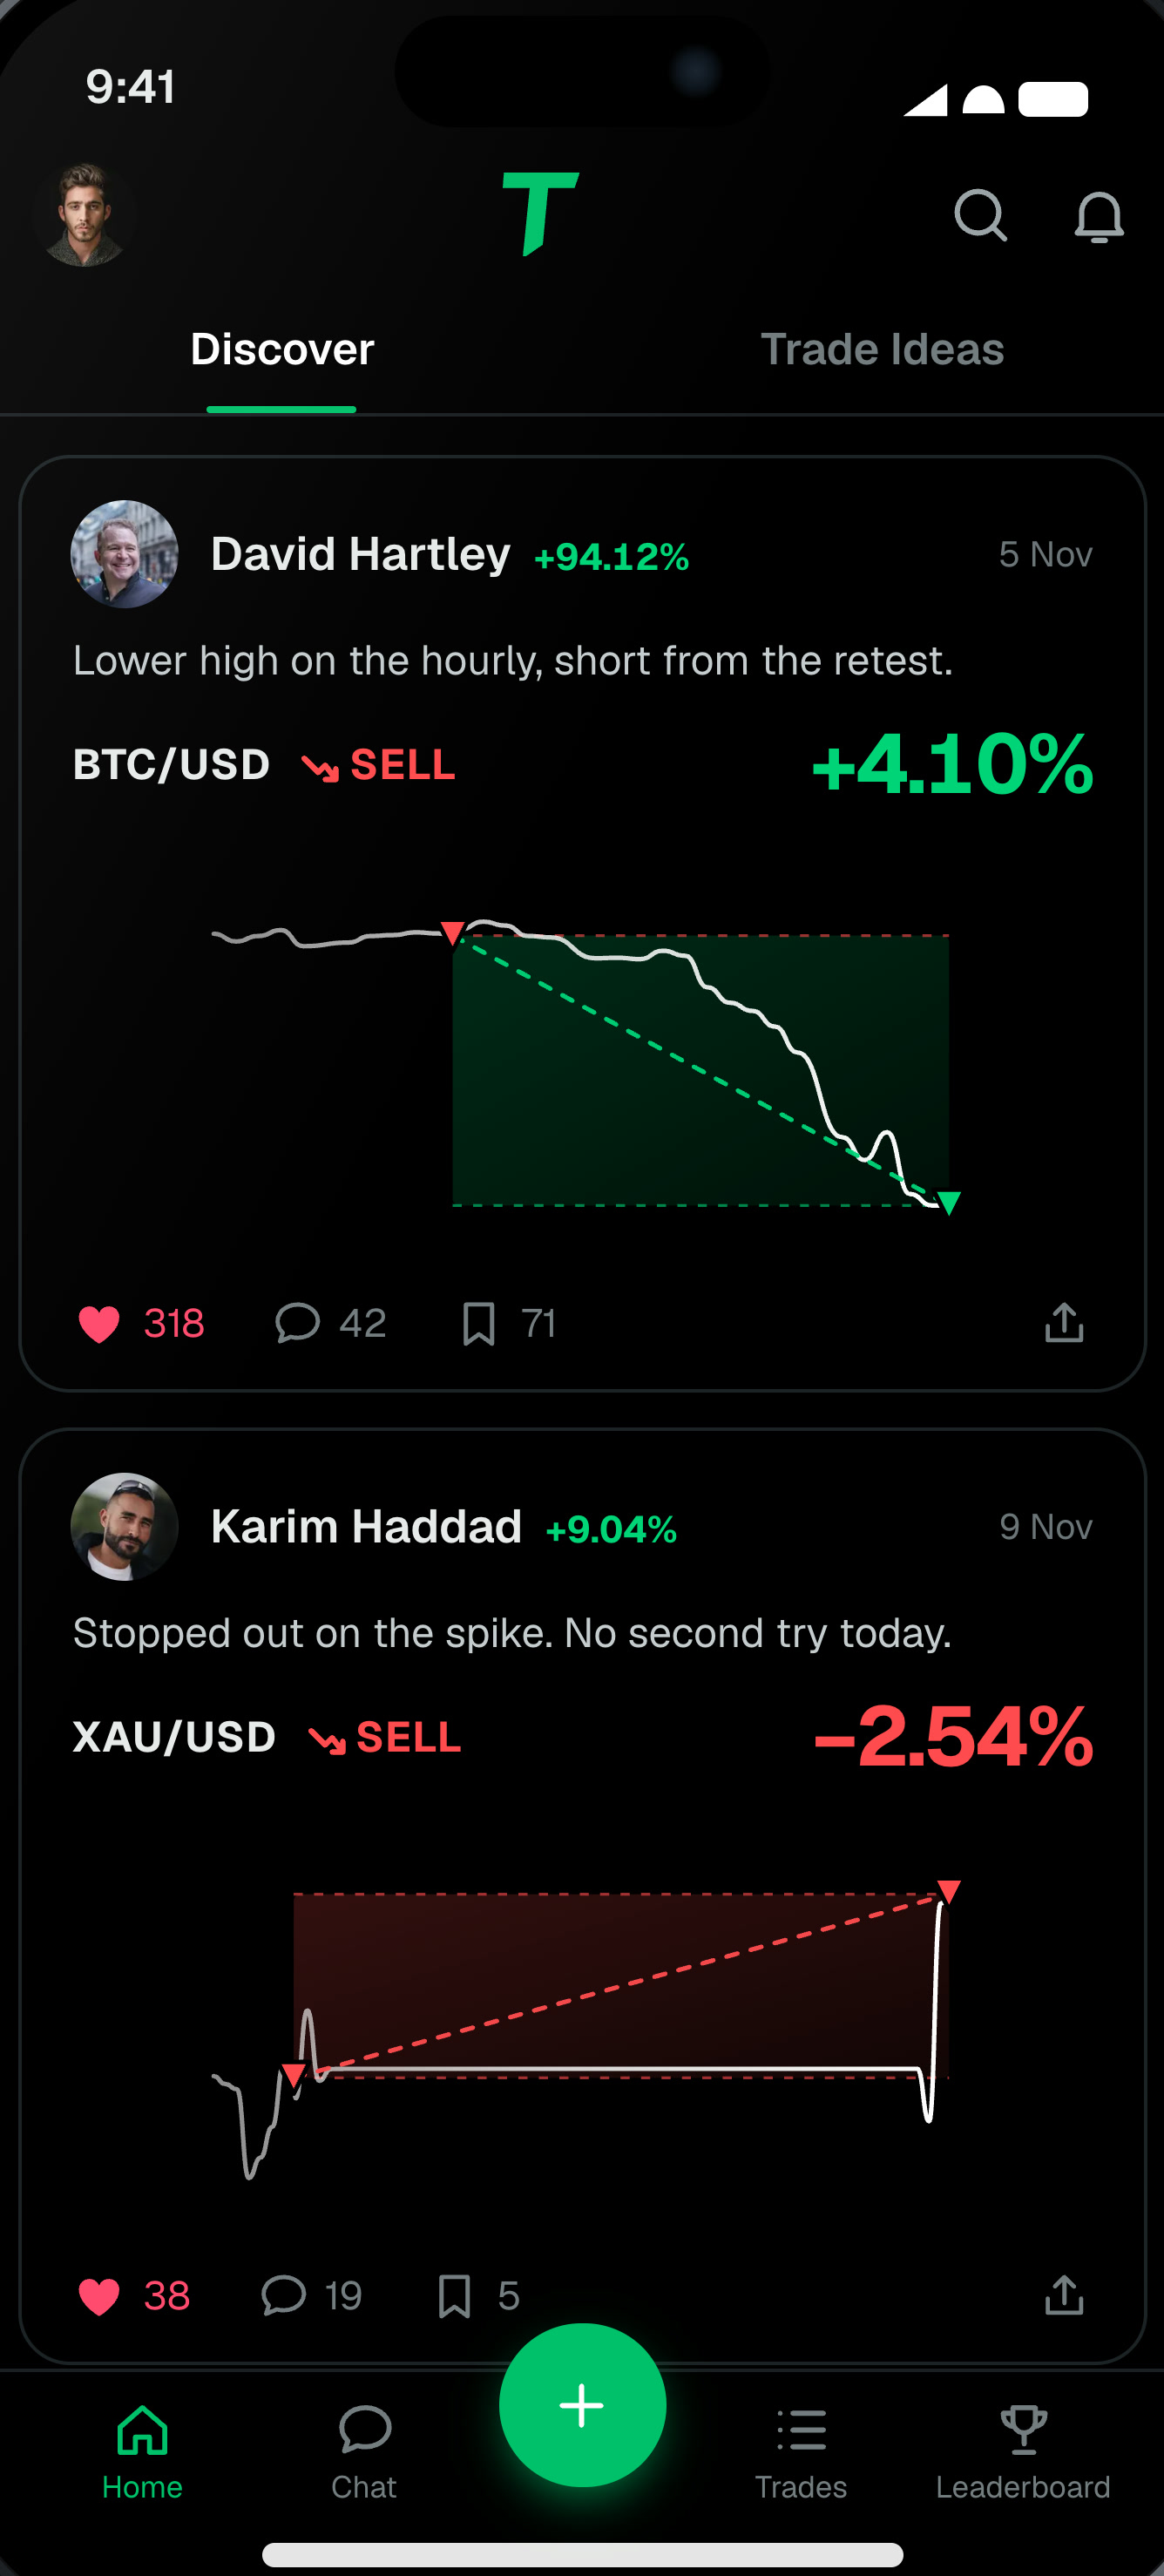 9:41
T
Discover
Trade Ideas
David Hartley +94.12% 5 Nov
Lower high on the hourly, short from the retest.
BTC/USD SELL +4.10%
318 42 71
Karim Haddad +9.04% 9 Nov
Stopped out on the spike. No second try today.
XAU/USD SELL −2.54%
38 19 5
Home Chat Trades Leaderboard